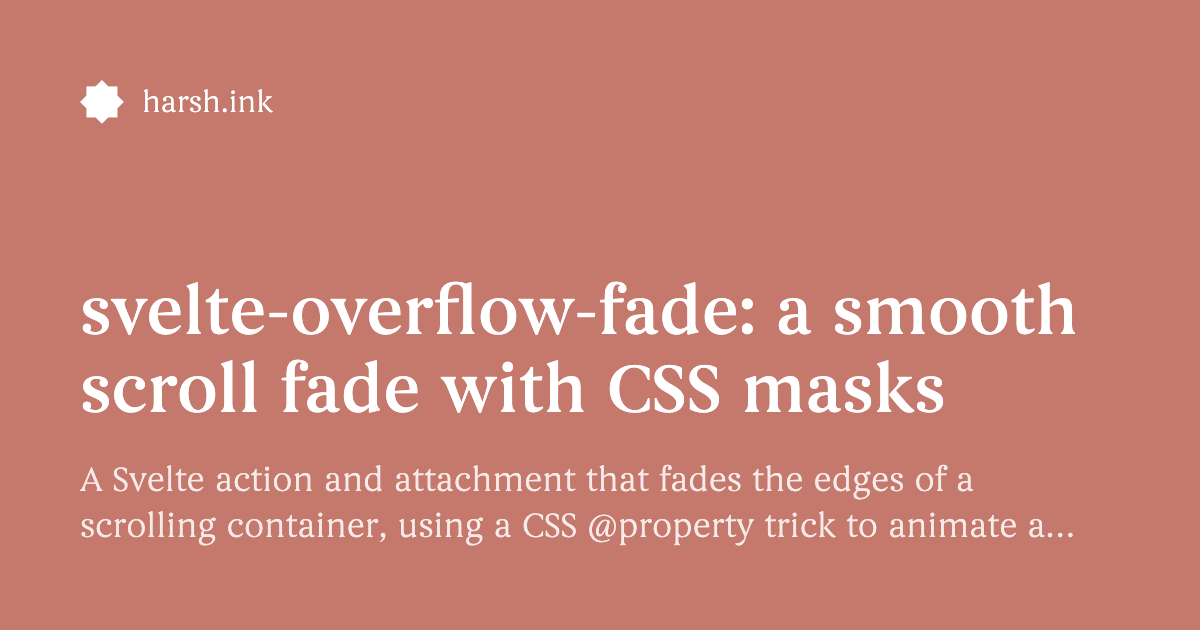 harsh.ink
svelte-overflow-fade: a smooth
scroll fade with CSS masks
A Svelte action and attachment that fades the edges of a
scrolling container, using a CSS @property trick to animate a...